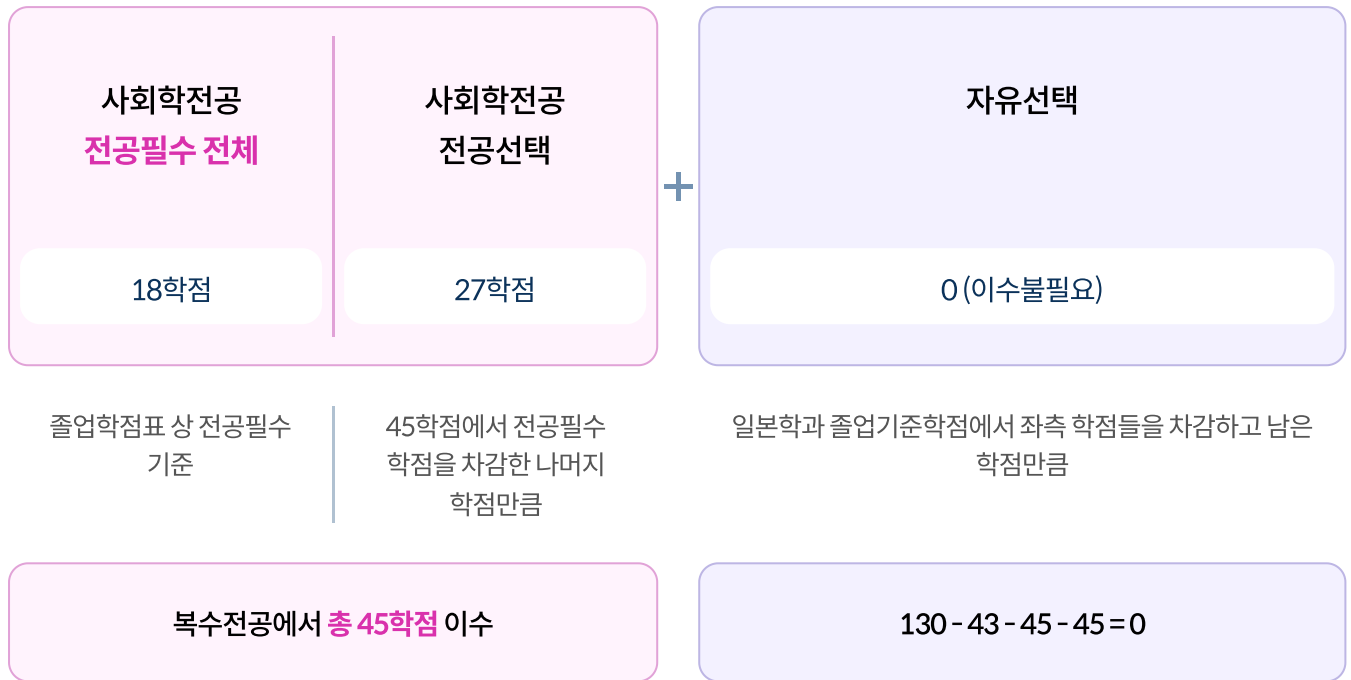 사회학전공
전공필수 전체
18학점
사회학전공
전공선택
27학점
+
자유선택
0 (이수불필요)
졸업학점표 상 전공필수
기준
45학점에서 전공필수
학점을 차감한 나머지
학점만큼
일본학과 졸업기준학점에서 좌측 학점들을 차감하고 남은
학점만큼
복수전공에서 총 45학점 이수
130 - 43 - 45 - 45 = 0